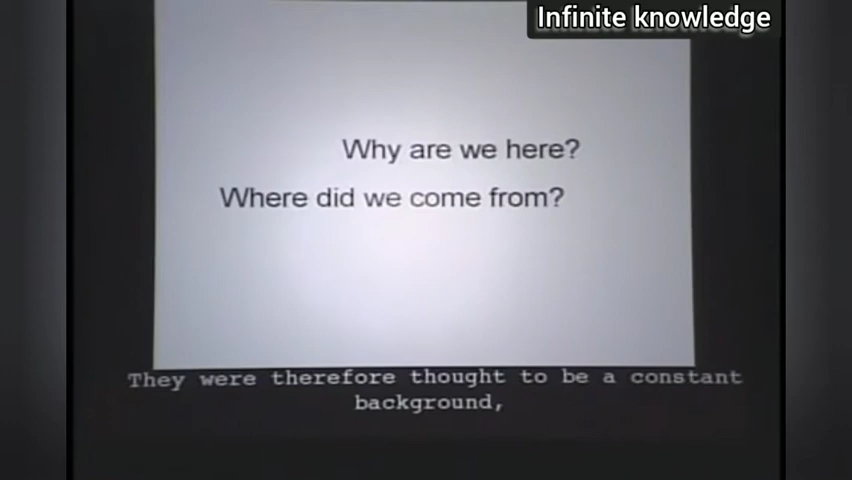 Infinite knowledge
Why are we here?
Where did we come from?
They were therefore thought to be a constant
background,